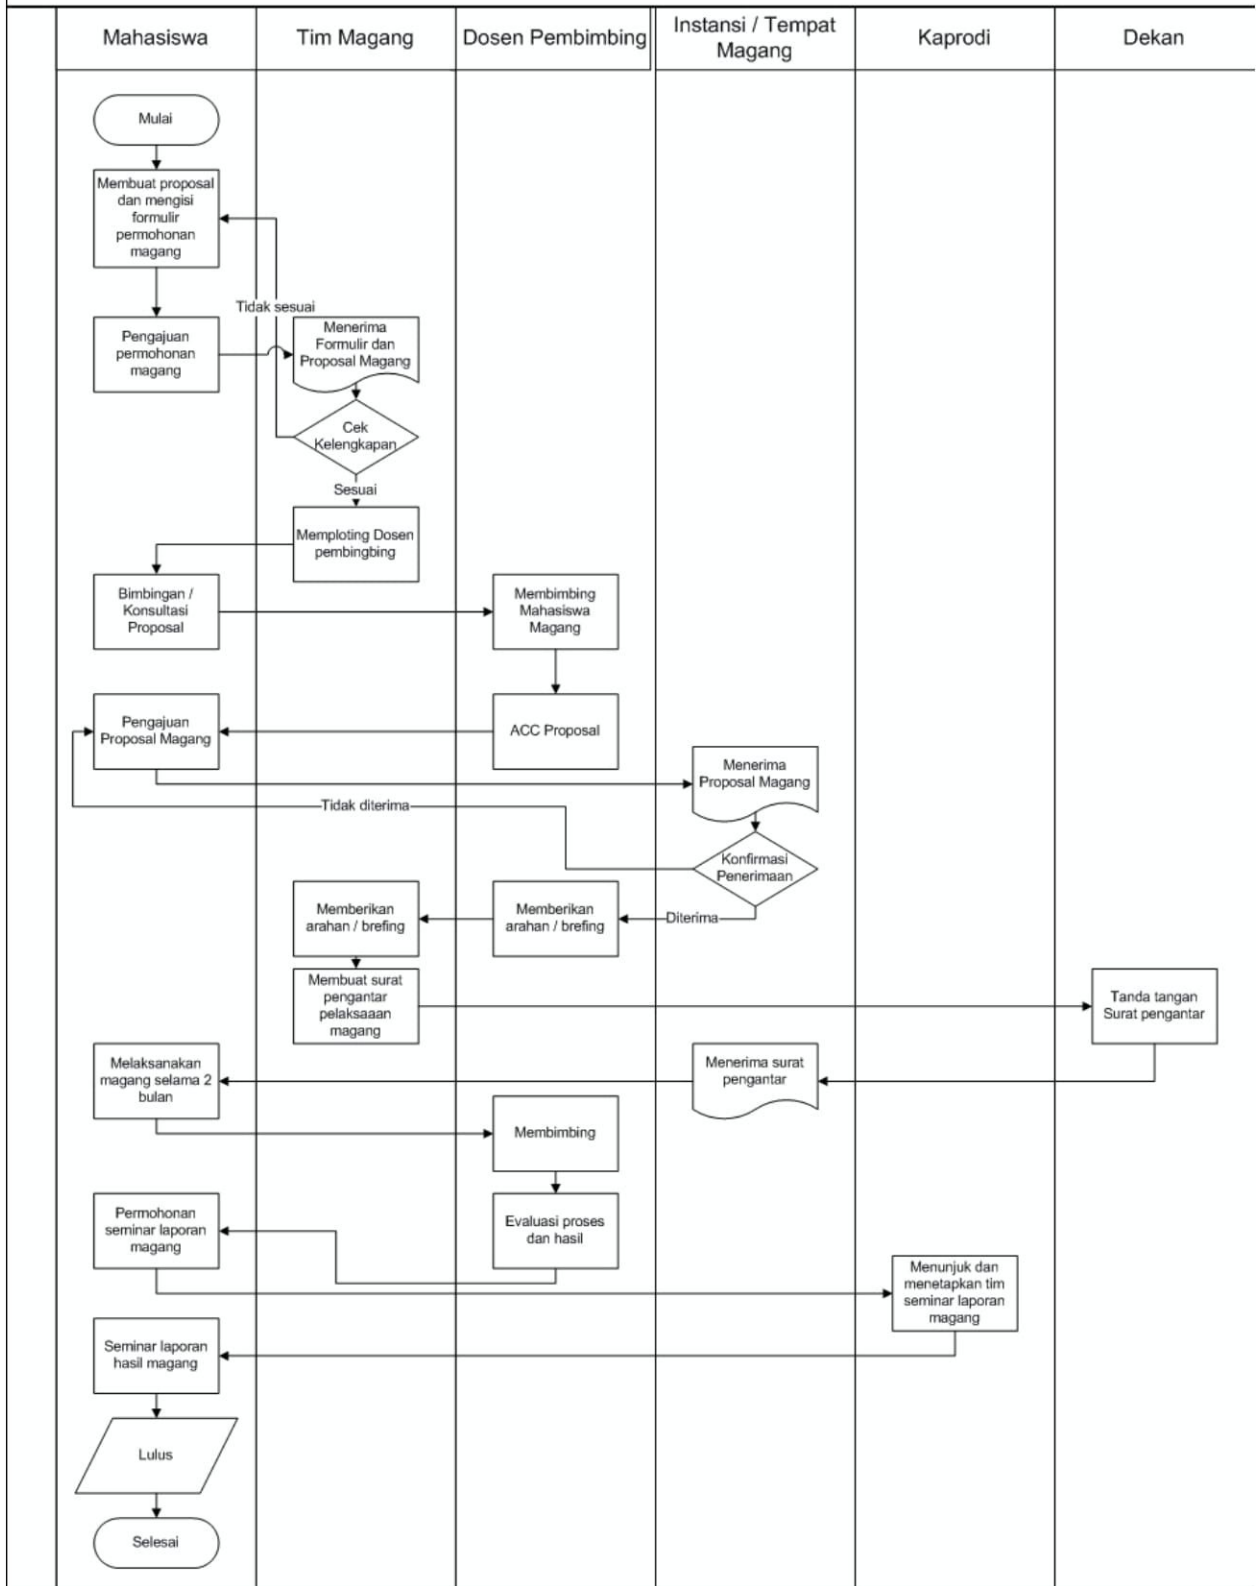 Mahasiswa
Tim Magang
Dosen Pembimbing
Instansi / Tempat
Magang
Kaprodi
Dekan
Mulai
Membuat proposal
dan mengisi
formulir
permohonan
magang
Tidak sesuai
Pengajuan
permohonan
magang
Menerima
Formulir dan
Proposal Magang
Cek
Kelengkapan
Sesuai
Memploting Dosen
pembingbing
Bimbingan /
Konsultasi
Proposal
Membimbing
Mahasiswa
Magang
Pengajuan
Proposal Magang
ACC Proposal
Menerima
Proposal Magang
Tidak diterima
Konfirmasi
Penerimaan
Memberikan
arahan / brefing
Memberikan
arahan / brefing
Diterima
Membuat surat
pengantar
pelaksaaan
magang
Tanda tangan
Surat pengantar
Melaksanakan
magang selama 2
bulan
Menerima surat
pengantar
Membimbing
Permohonan
seminar laporan
magang
Evaluasi proses
dan hasil
Menunjuk dan
menetapkan tim
seminar laporan
magang
Seminar laporan
hasil magang
Lulus
Selesai